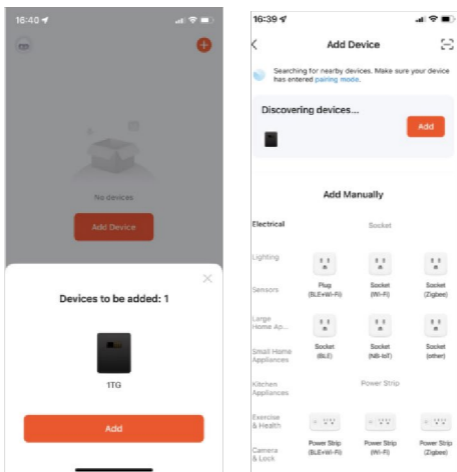 16:40
No devices
Add Device
Devices to be added: 1
1TG
Add
16:39
Add Device
Searching for nearby devices. Make sure your device
has entered pairing mode.
Discovering devices...
Add
Add Manually
Electrical
Socket
Lighting
Plug
(BLE+Wi-Fi)
Socket
(Wi-Fi)
Socket
(Zigbee)
Sensors
Large
Home Ap...
Socket
(BLE)
Socket
(NB-IoT)
Socket
(other)
Small Home
Appliances
Kitchen
Appliances
Power Strip
Exercise
& Health
Power Strip
(BLE+Wi-Fi)
Power Strip
(Wi-Fi)
Power Strip
(Zigbee)
Camera
& Lock